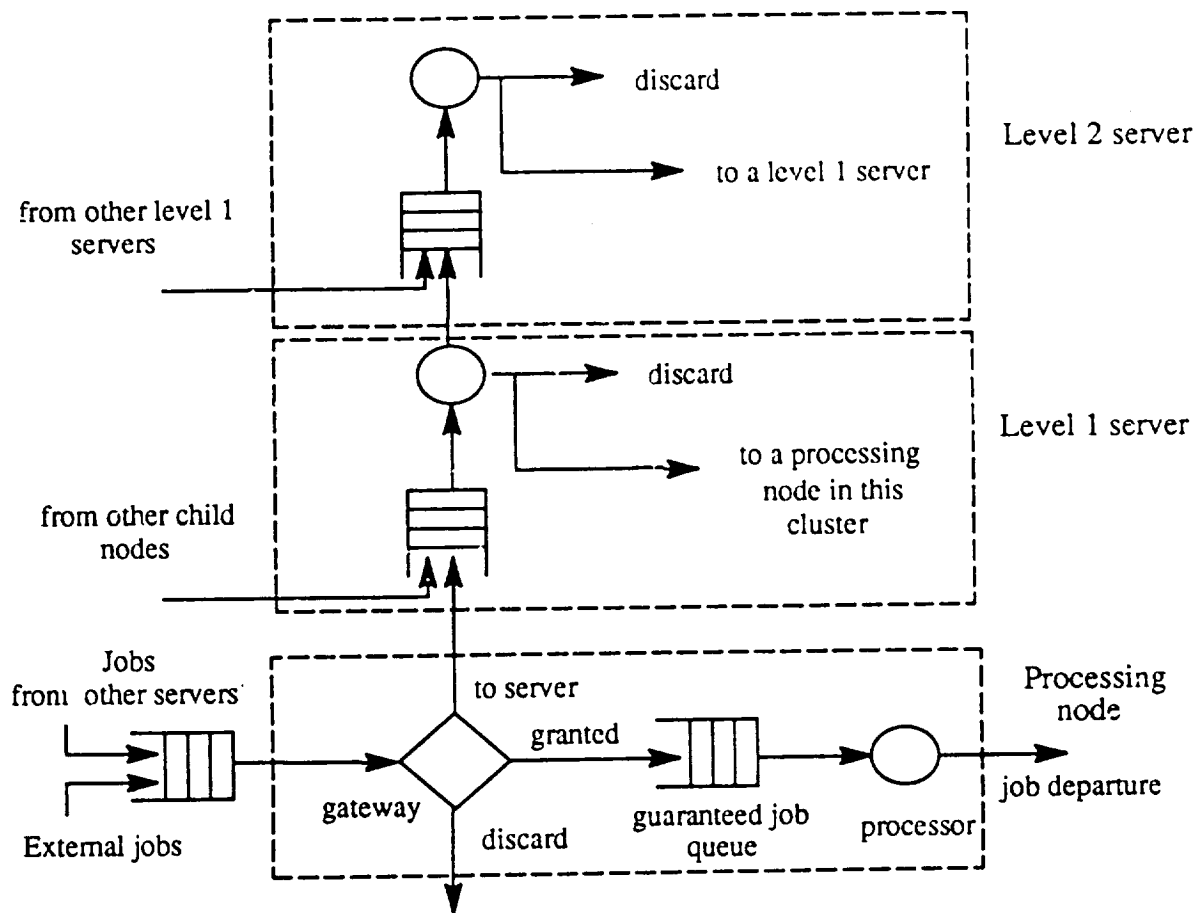 discard
Level 2 server
to a level 1 server
from other level 1
servers
discard
Level 1 server
to a processing
node in this
cluster
from other child
nodes
Jobs
from other servers
to server
Processing
node
granted
gateway
guaranteed job
queue
processor
job departure
External jobs
discard